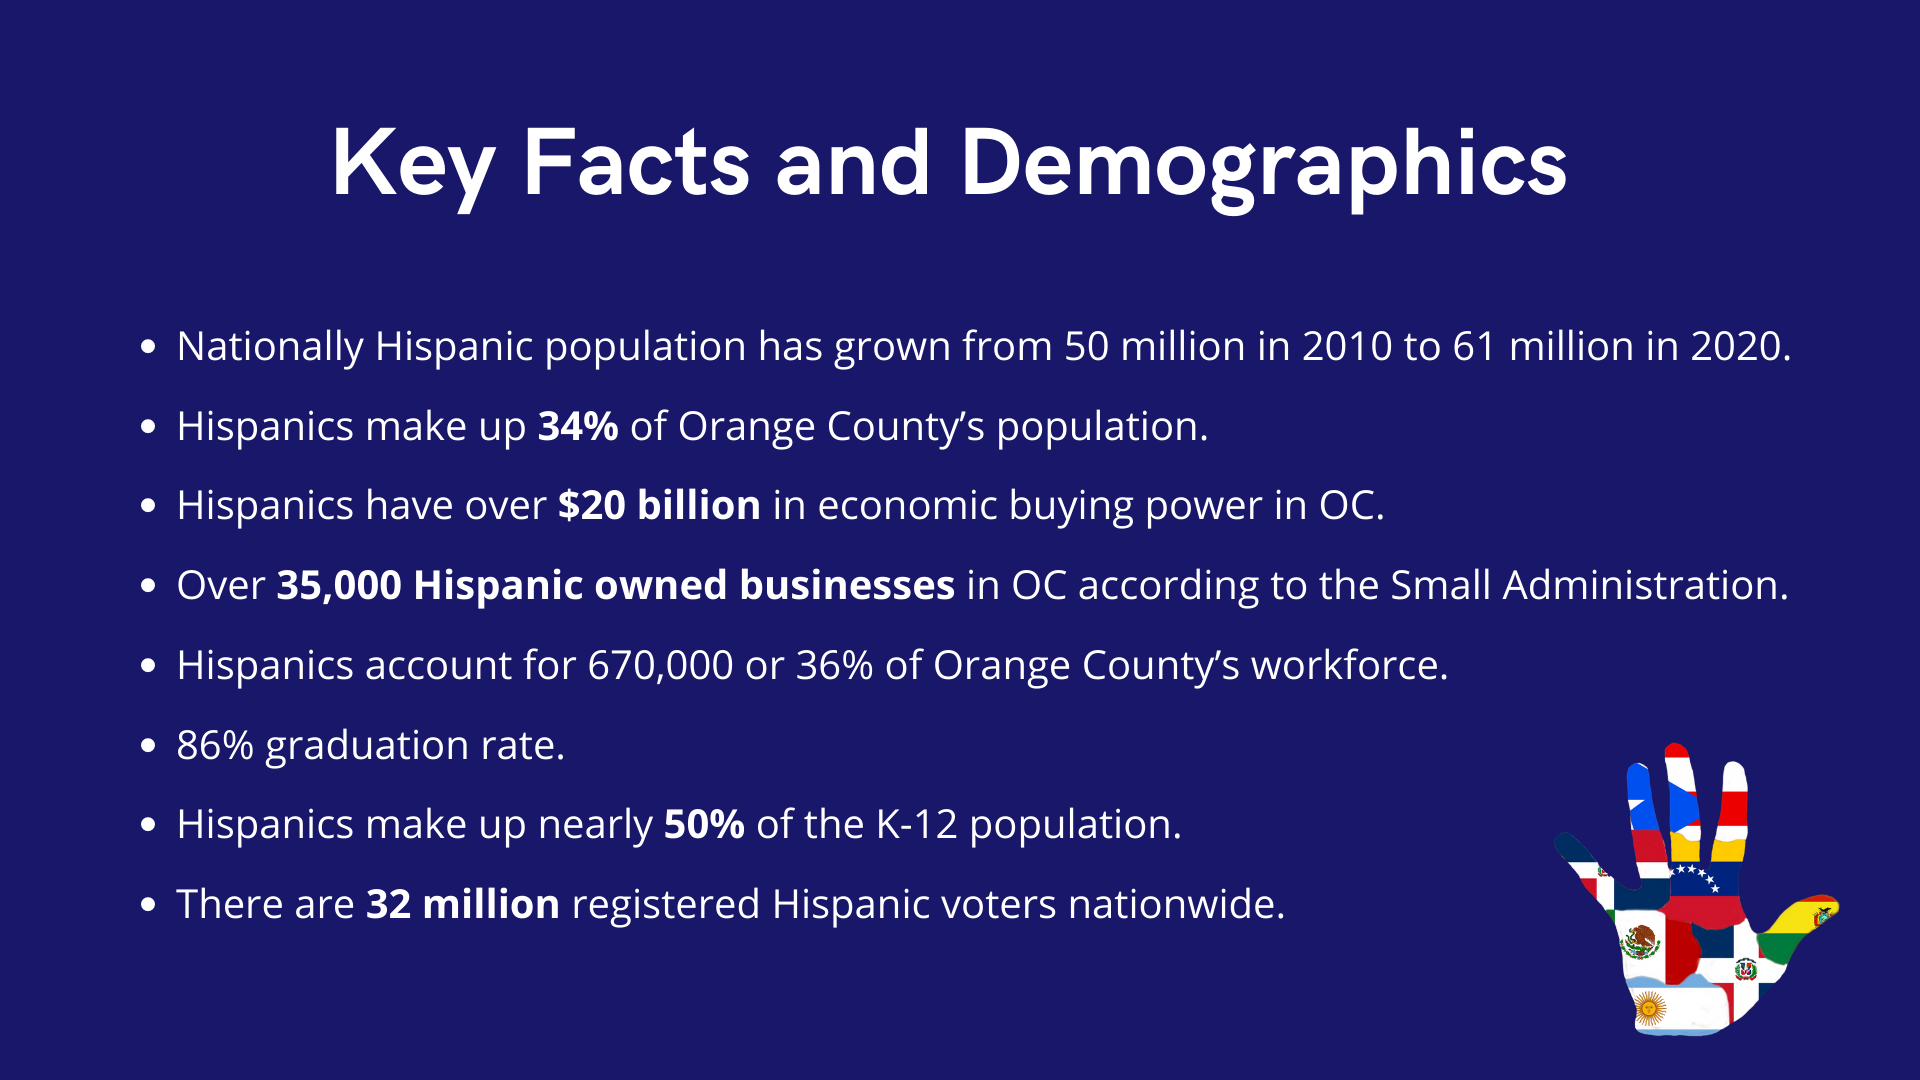 Key Facts and Demographics
• Nationally Hispanic population has grown from 50 million in 2010 to 61 million in 2020.
• Hispanics make up 34% of Orange County’s population.
• Hispanics have over $20 billion in economic buying power in OC.
• Over 35,000 Hispanic owned businesses in OC according to the Small Administration.
• Hispanics account for 670,000 or 36% of Orange County’s workforce.
• 86% graduation rate.
• Hispanics make up nearly 50% of the K-12 population.
• There are 32 million registered Hispanic voters nationwide.